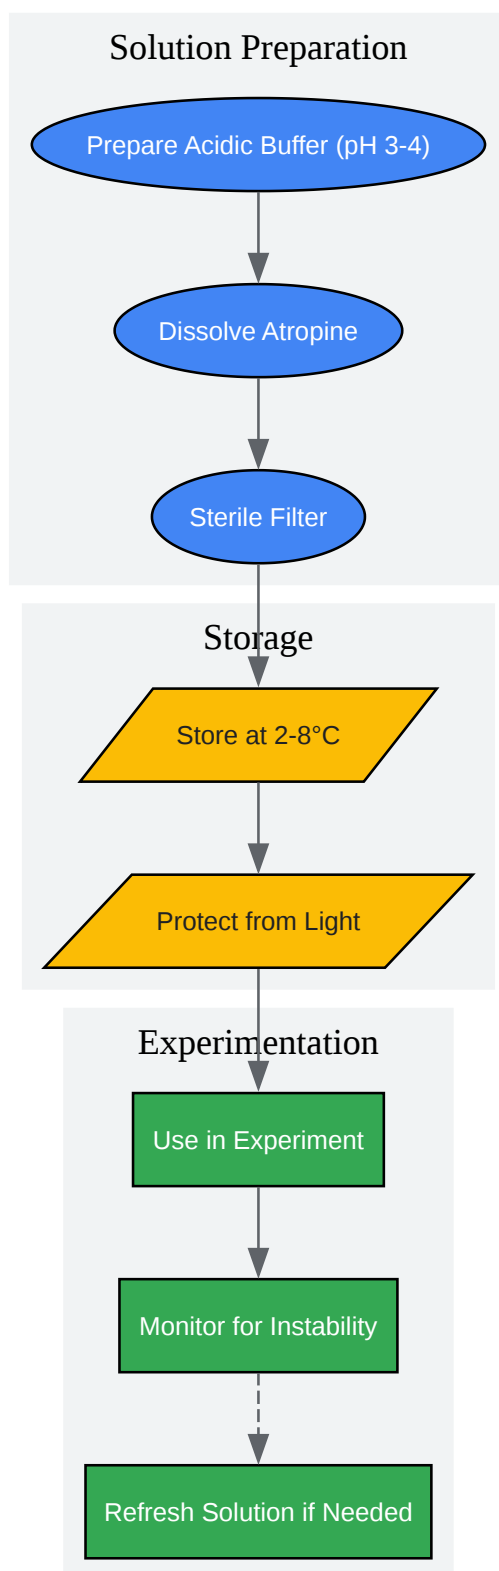 Solution Preparation
Prepare Acidic Buffer (pH 3-4)
Dissolve Atropine
Sterile Filter
Storage
Store at 2-8°C
Protect from Light
Experimentation
Use in Experiment
Monitor for Instability
Refresh Solution if Needed